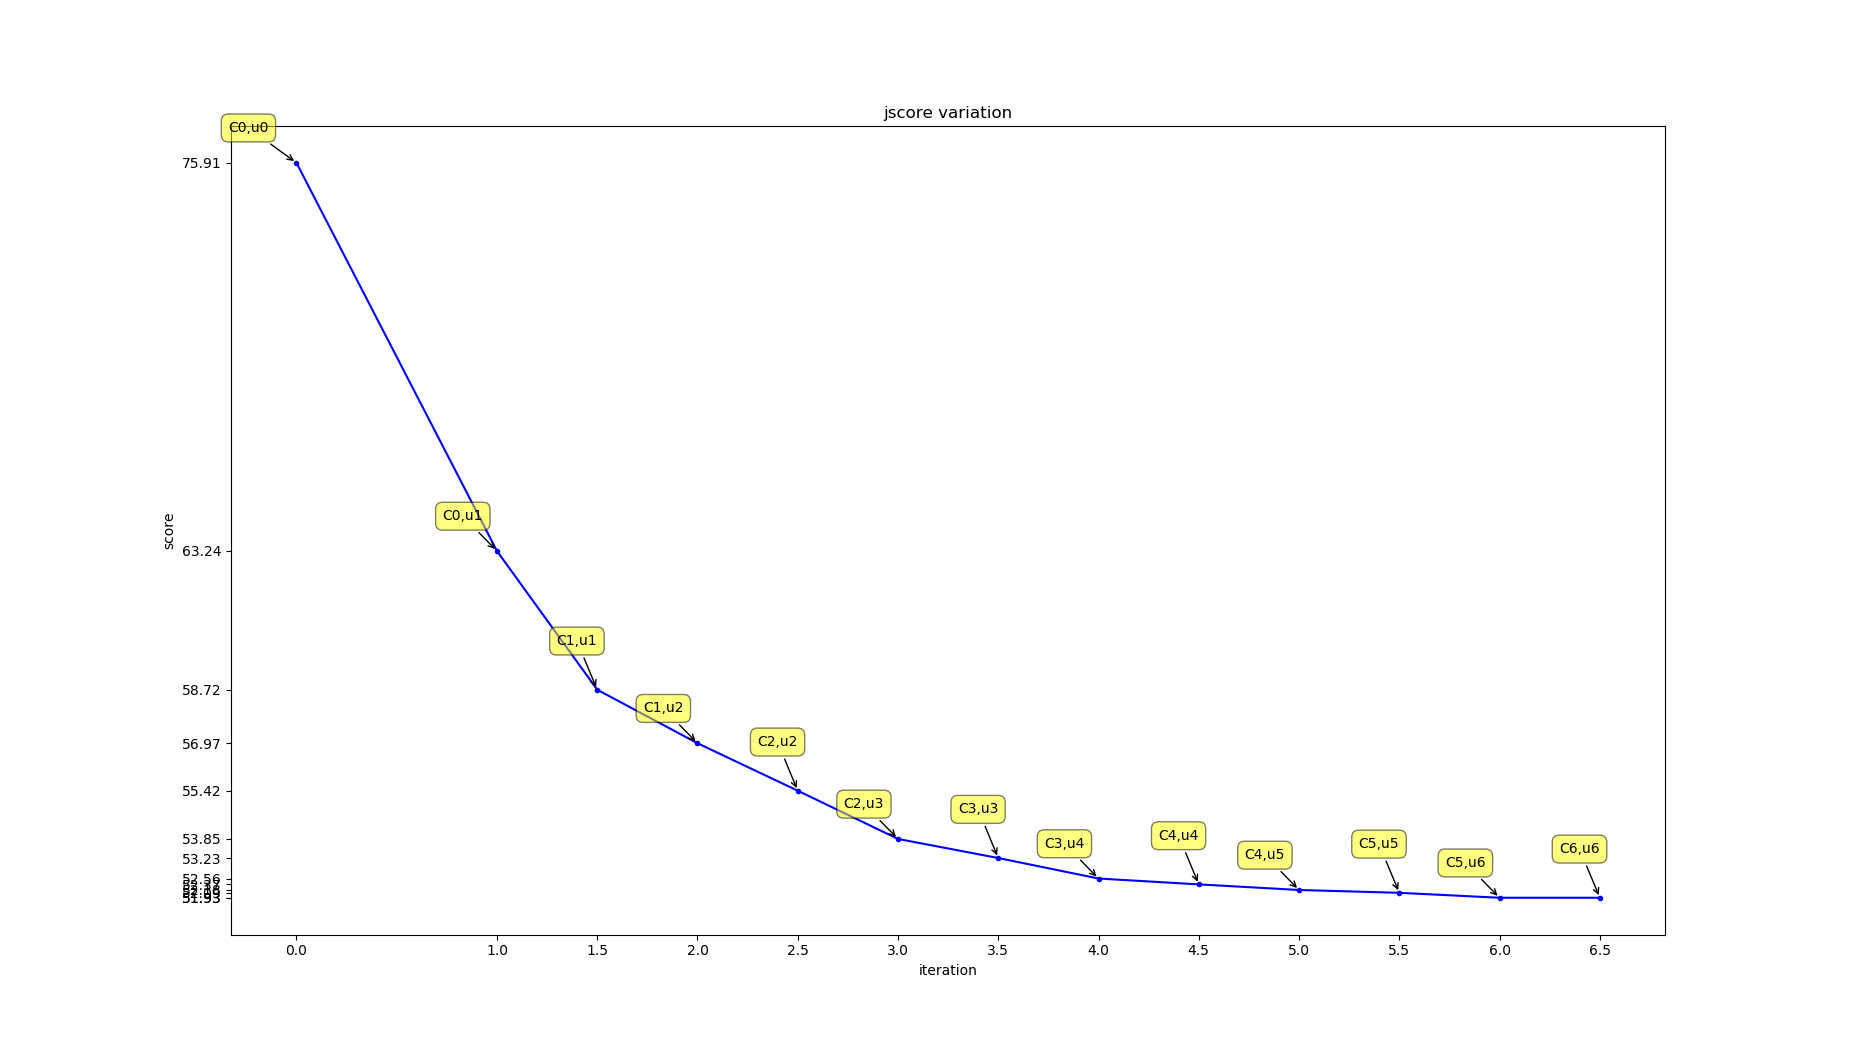 jscore variation
C0,u0
75.91
C0,u1
score
63.24
C1,u1
58.72
C1,u2
56.97
C2,u2
55.42
C2,u3
C3,u3
53.85
C3,u4
C4,u4
C4,u5
C5,u5
C5,u6
C6,u6
53.23
52.56
51.93
0.0 1.0 1.5 2.0 2.5 3.0 3.5 4.0 4.5 5.0 5.5 6.0 6.5
iteration